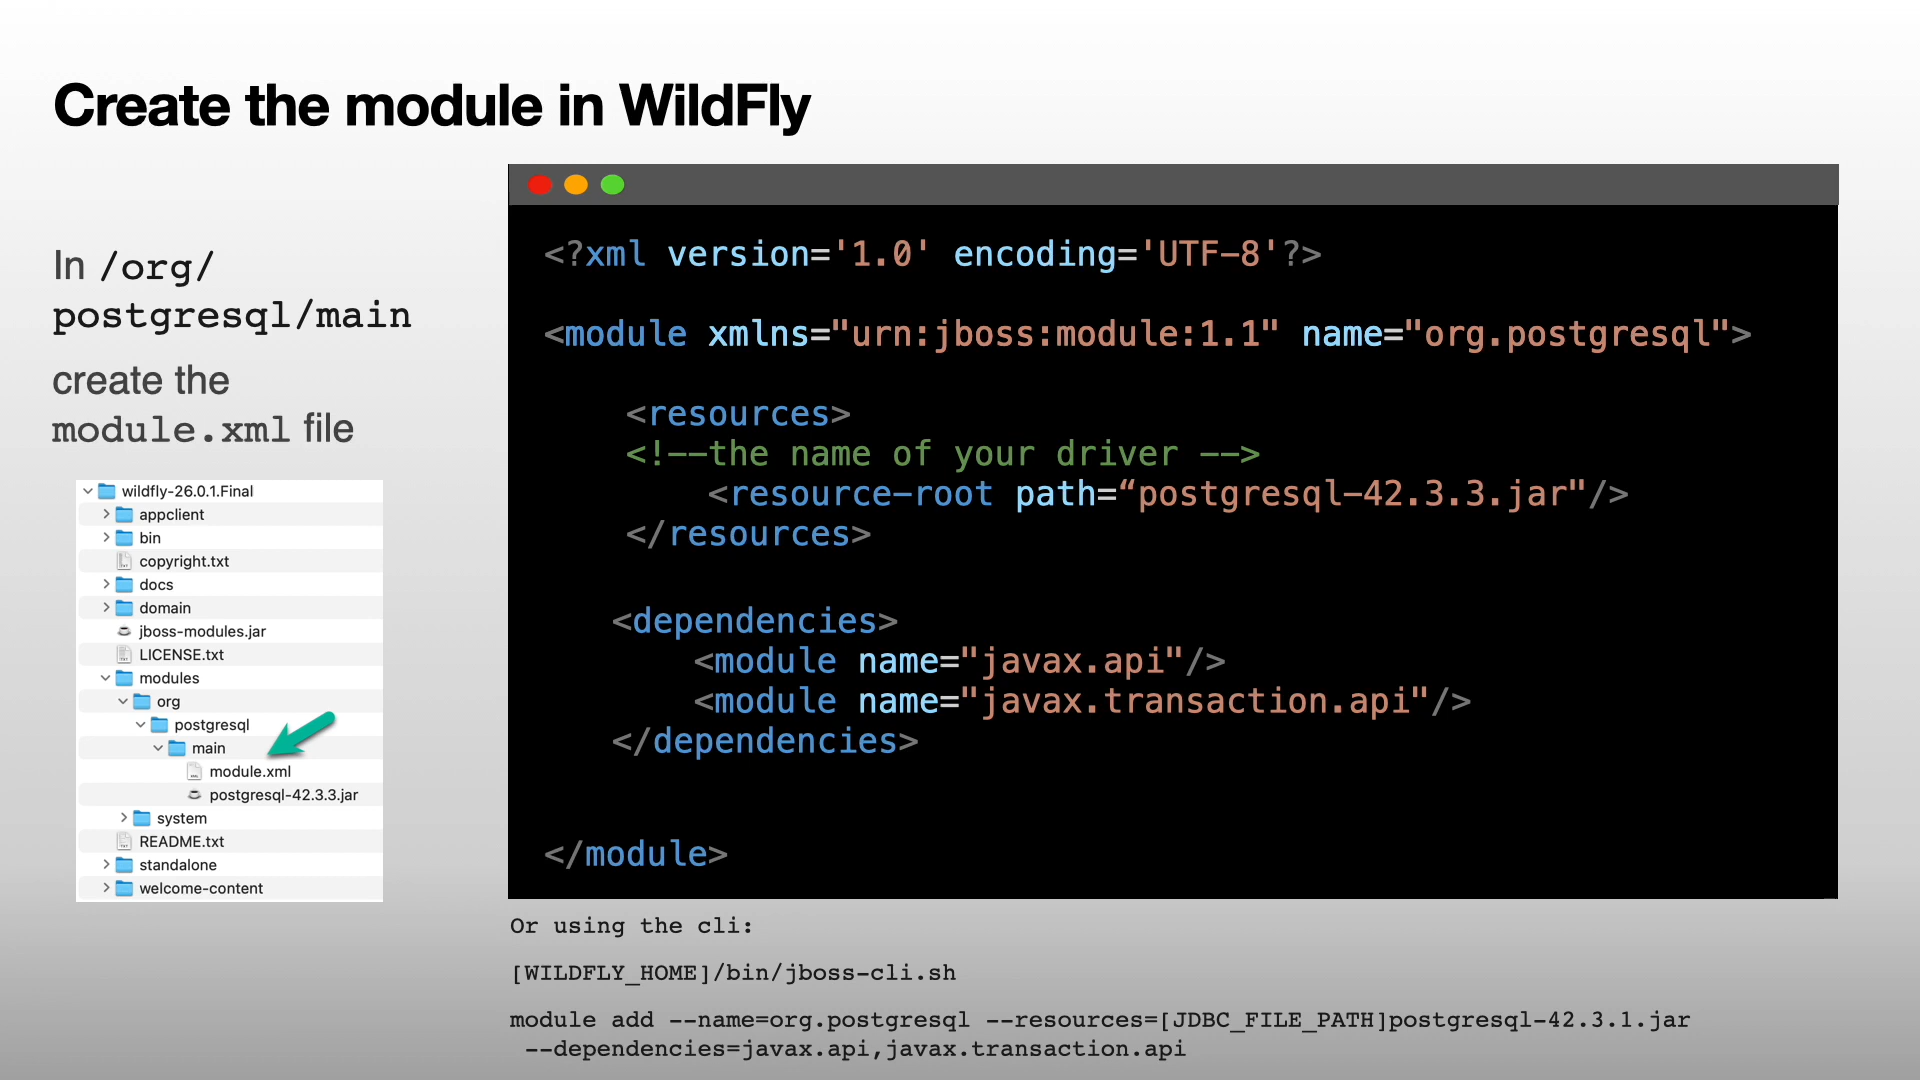 Create the module in WildFly
In /org/
postgresql/main
create the
module.xml file
wildfly-26.0.1.Final
appclient
bin
copyright.txt
docs
domain
jboss-modules.jar
LICENSE.txt
modules
org
postgresql
main
module.xml
postgresql-42.3.3.jar
system
README.txt
standalone
welcome-content
<?xml version='1.0' encoding='UTF-8'?>
<module xmlns="urn:jboss:module:1.1" name="org.postgresql">
<resources>
<!--the name of your driver -->
<resource-root path=“postgresql-42.3.3.jar"/>
</resources>
<dependencies>
<module name="javax.api"/>
<module name="javax.transaction.api"/>
</dependencies>
</module>
Or using the cli:
[WILDFLY_HOME]/bin/jboss-cli.sh
module add --name=org.postgresql --resources=[JDBC_FILE_PATH]postgresql-42.3.1.jar
--dependencies=javax.api,javax.transaction.api